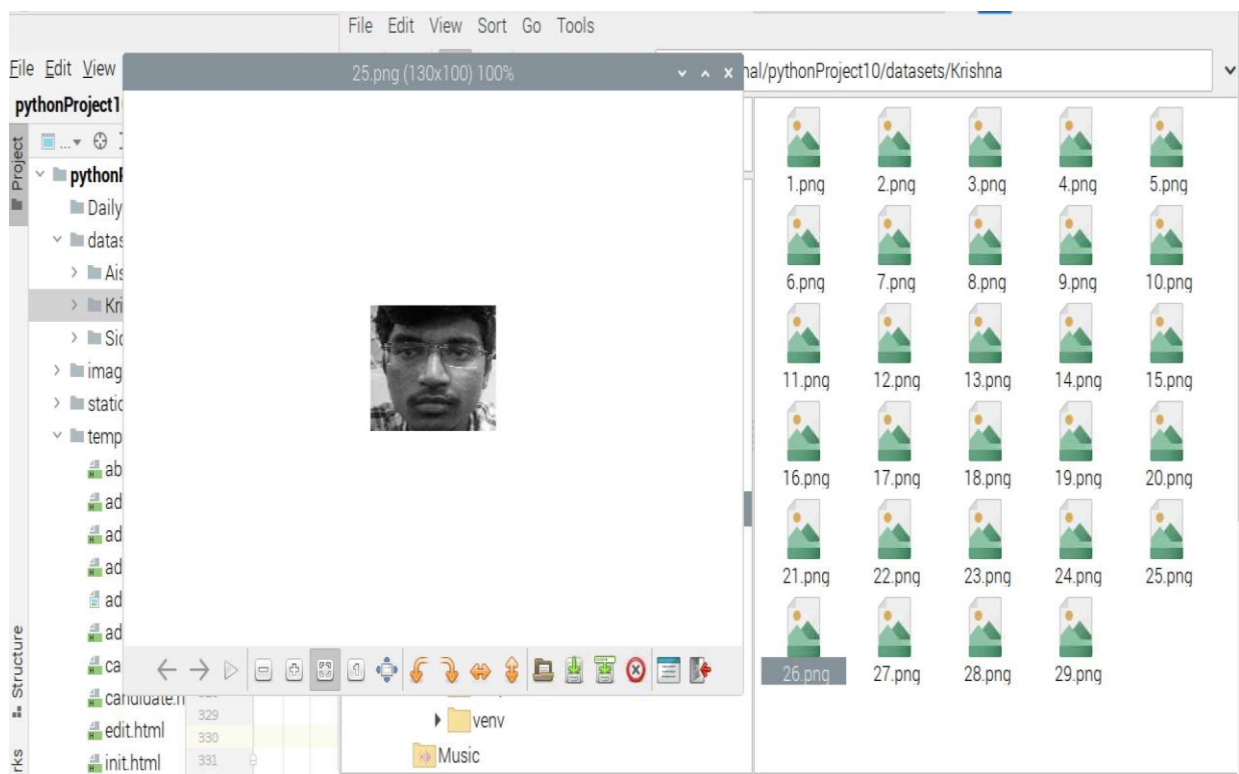 File Edit View Sort Go Tools
File Edit View
25.png (130x100) 100%
nal/pythonProject10/datasets/Krishna
pythonProject1
Project
pythonP
Daily
datas
Ais
Kri
Sid
imag
static
temp
ab
ad
ad
ad
ad
ad
ca
candidate.h
edit.html
init.html
Structure
rks
329
330
331
venv
Music
1.png 2.png 3.png 4.png 5.png
6.png 7.png 8.png 9.png 10.png
11.png 12.png 13.png 14.png 15.png
16.png 17.png 18.png 19.png 20.png
21.png 22.png 23.png 24.png 25.png
26.png 27.png 28.png 29.png